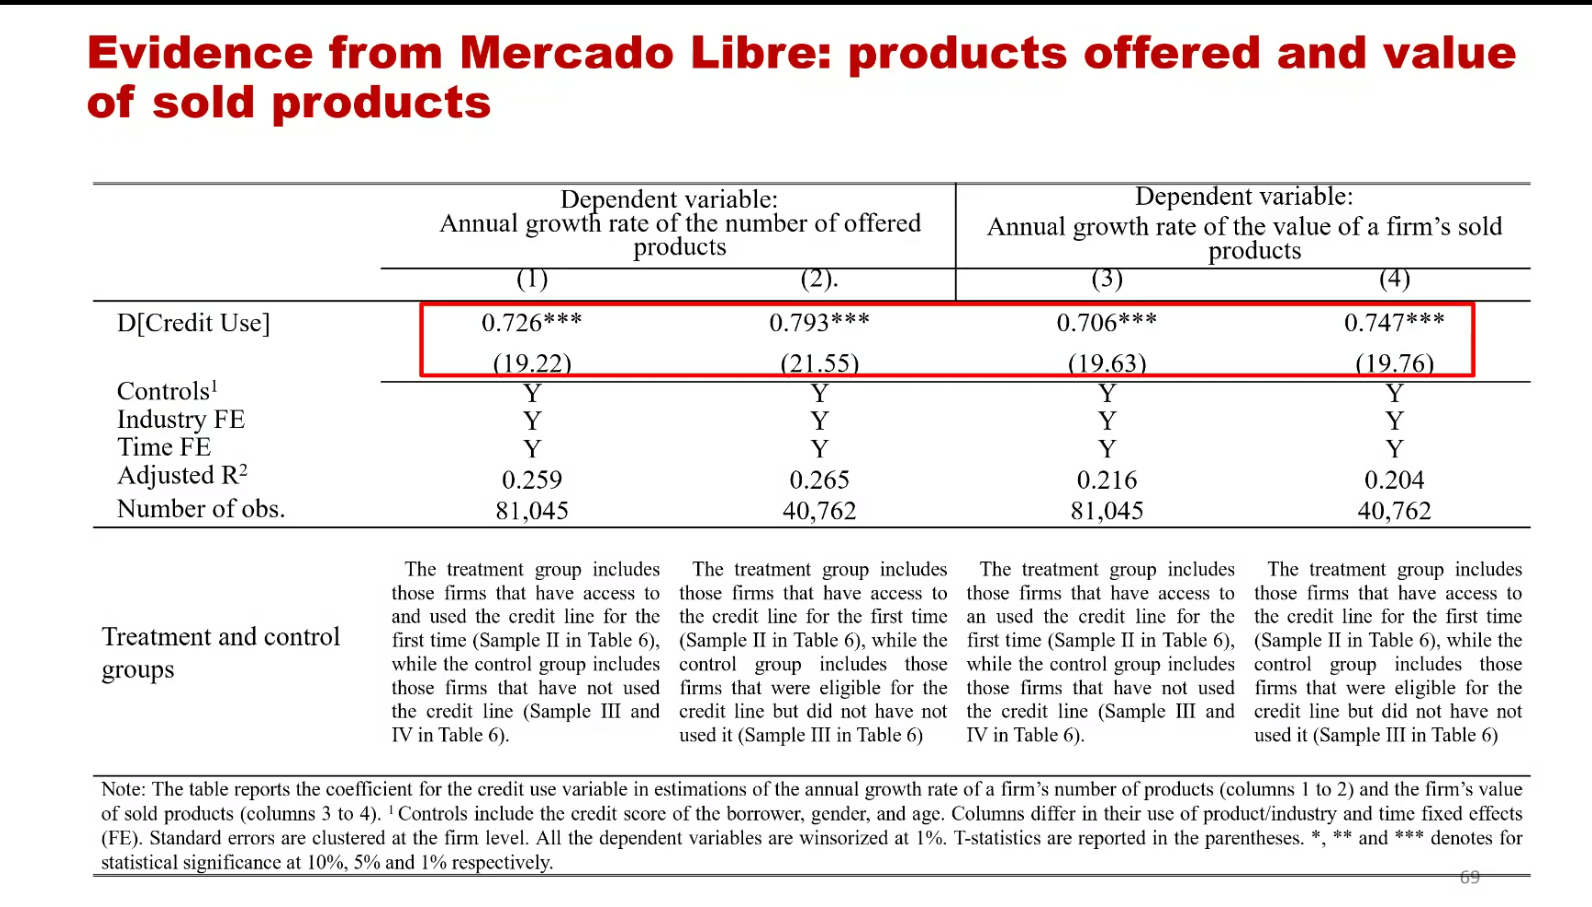 Evidence from Mercado Libre: products offered and value
of sold products
Dependent variable:
Annual growth rate of the number of offered
products
Dependent variable:
Annual growth rate of the value of a firm’s sold
products
(1) (2). (3) (4)
D[Credit Use] 0.726*** 0.793*** 0.706*** 0.747***
(19.22) (21.55) (19.63) (19.76)
Controls¹ Y Y Y Y
Industry FE Y Y Y Y
Time FE Y Y Y Y
Adjusted R² 0.259 0.265 0.216 0.204
Number of obs. 81,045 40,762 81,045 40,762
Treatment and control
groups
The treatment group includes
those firms that have access to
and used the credit line for the
first time (Sample II in Table 6),
while the control group includes
those firms that have not used
the credit line (Sample III and
IV in Table 6).
The treatment group includes
those firms that have access to
the credit line for the first time
(Sample II in Table 6), while the
control group includes those
firms that were eligible for the
credit line but did not have not
used it (Sample III in Table 6)
The treatment group includes
those firms that have access to
an used the credit line for the
first time (Sample II in Table 6),
while the control group includes
those firms that have not used
the credit line (Sample III and
IV in Table 6).
The treatment group includes
those firms that have access to
the credit line for the first time
(Sample II in Table 6), while the
control group includes those
firms that were eligible for the
credit line but did not have not
used it (Sample III in Table 6)
Note: The table reports the coefficient for the credit use variable in estimations of the annual growth rate of a firm’s number of products (columns 1 to 2) and the firm’s value
of sold products (columns 3 to 4). ¹ Controls include the credit score of the borrower, gender, and age. Columns differ in their use of product/industry and time fixed effects
(FE). Standard errors are clustered at the firm level. All the dependent variables are winsorized at 1%. T-statistics are reported in the parentheses. *, ** and *** denotes for
statistical significance at 10%, 5% and 1% respectively.
69